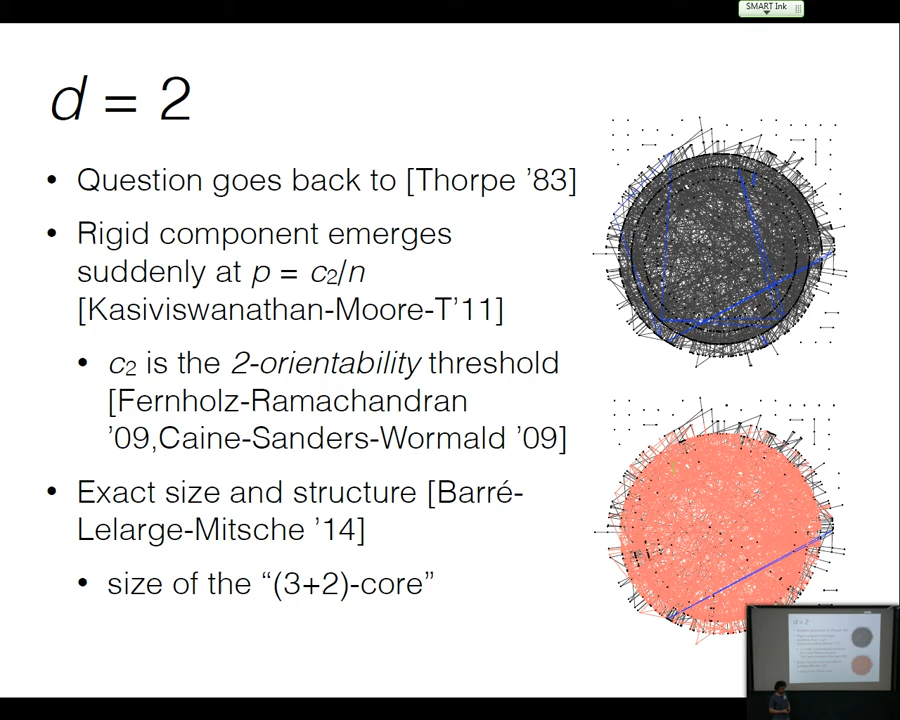 SMART Ink
d = 2
• Question goes back to [Thorpe ’83]
• Rigid component emerges
suddenly at p = c2/n
[Kasiviswanathan-Moore-T’11]
• c2 is the 2-orientability threshold
[Fernholz-Ramachandran
’09,Caine-Sanders-Wormald ’09]
• Exact size and structure [Barré-
Lelarge-Mitsche ’14]
• size of the “(3+2)-core”
d = 2